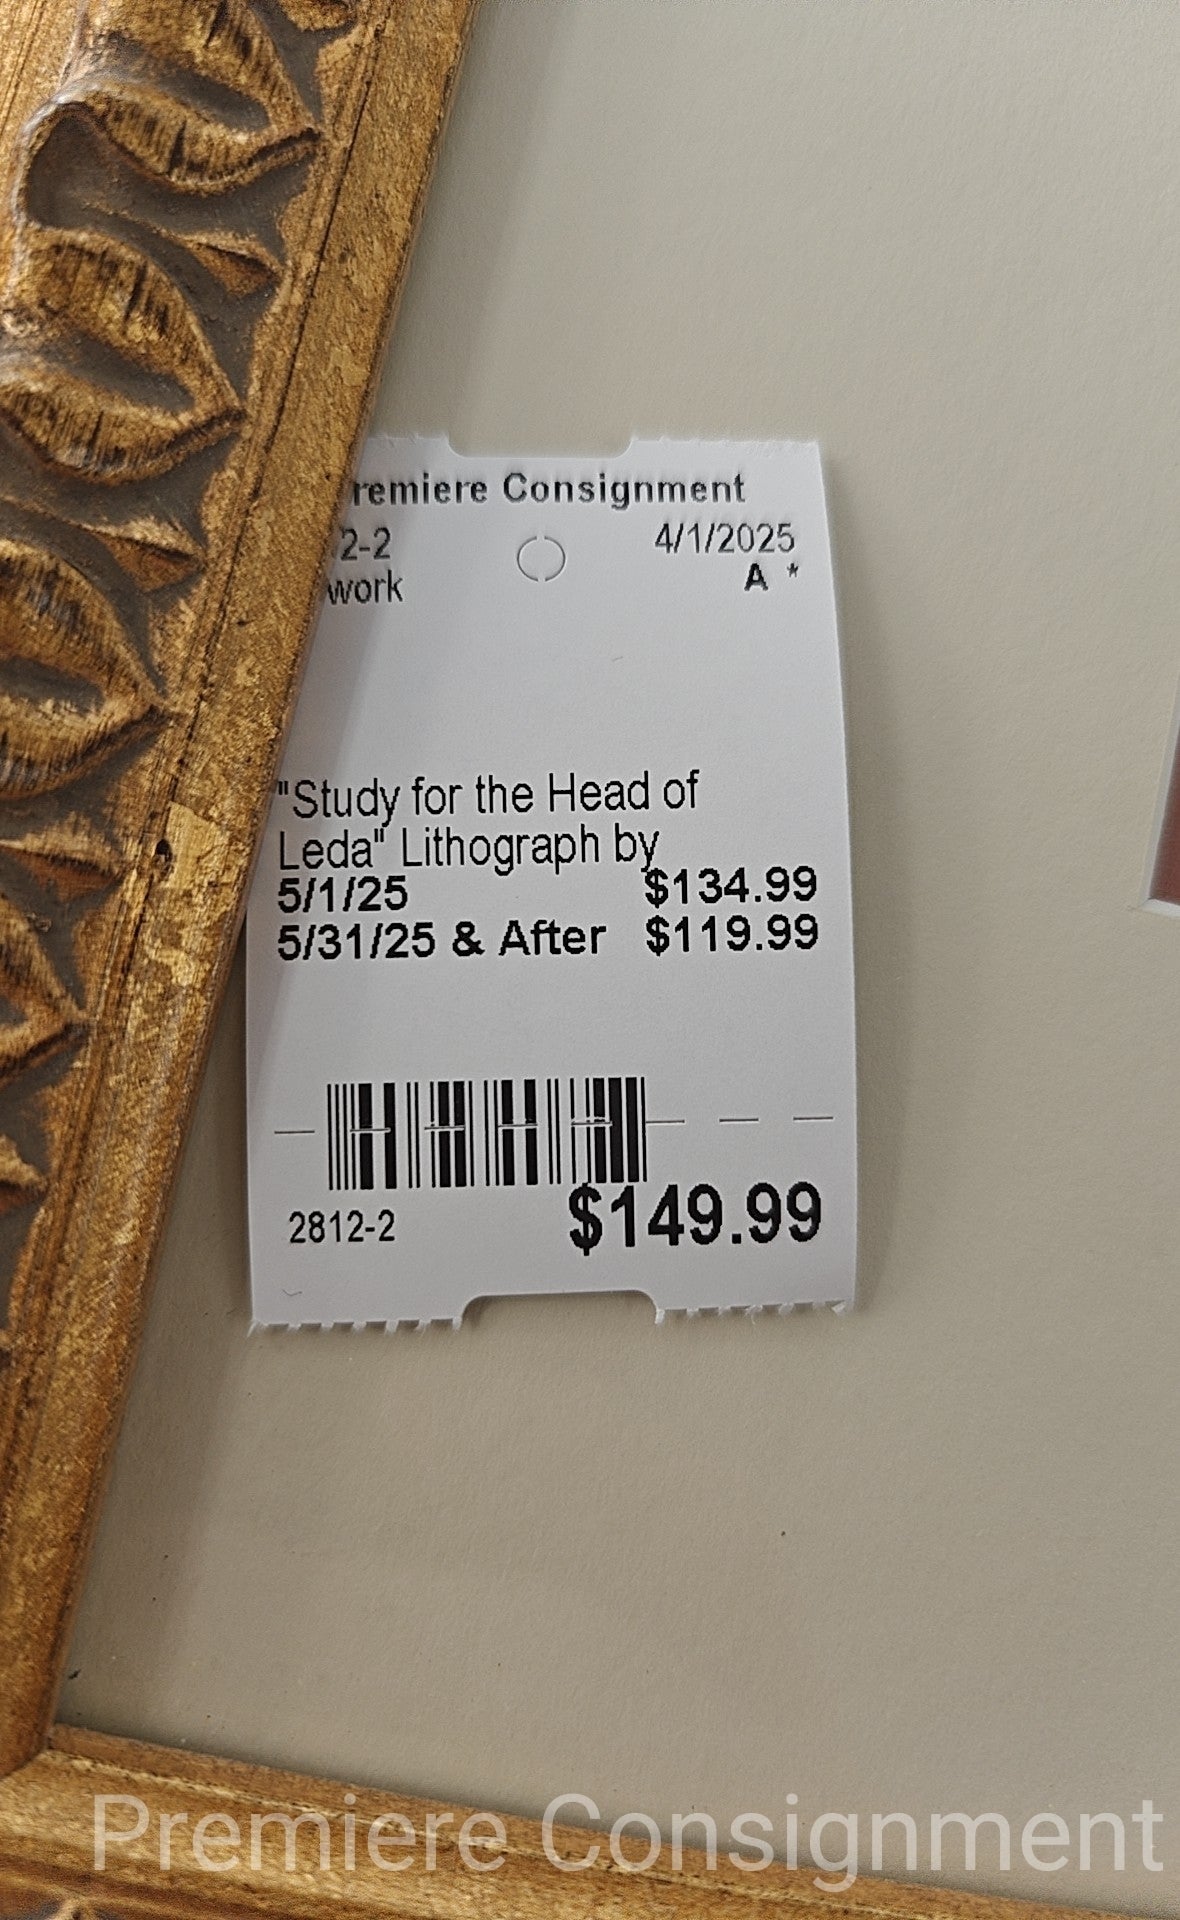 remiere Consignment
2-2 4/1/2025
work A *
"Study for the Head of
Leda" Lithograph by
5/1/25 $134.99
5/31/25 & After $119.99
2812-2 $149.99
Premiere Consignment